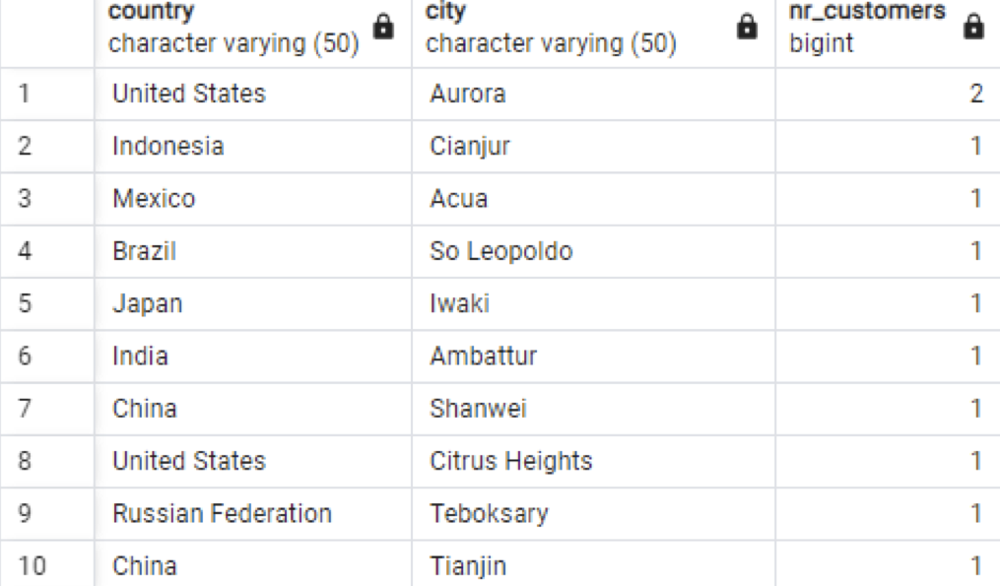 country city nr_customers
character varying (50) character varying (50) bigint
1 United States Aurora 2
2 Indonesia Cianjur 1
3 Mexico Acua 1
4 Brazil So Leopoldo 1
5 Japan Iwaki 1
6 India Ambattur 1
7 China Shanwei 1
8 United States Citrus Heights 1
9 Russian Federation Teboksary 1
10 China Tianjin 1